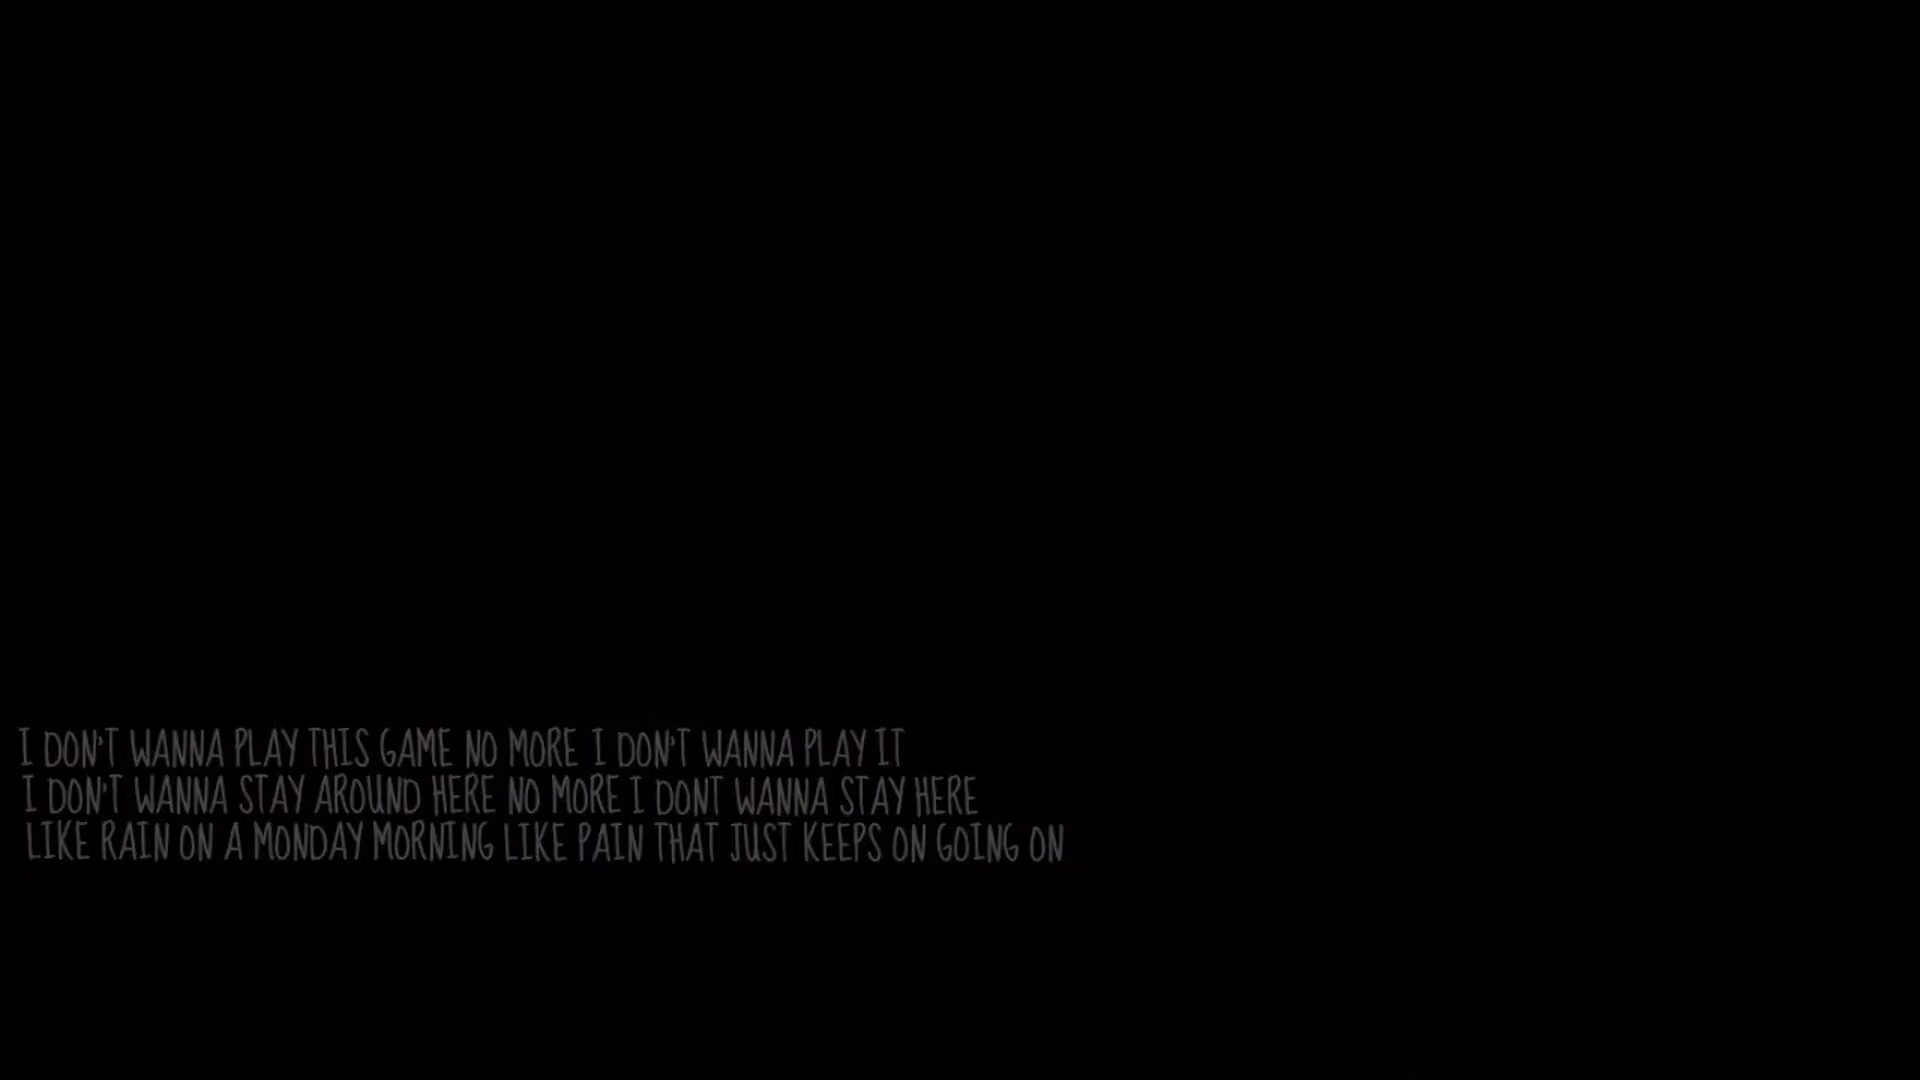 I DON'T WANNA PLAY THIS GAME NO MORE I DON'T WANNA PLAY IT
I DON'T WANNA STAY AROUND HERE NO MORE I DONT WANNA STAY HERE
LIKE RAIN ON A MONDAY MORNING LIKE PAIN THAT JUST KEEPS ON GOING ON